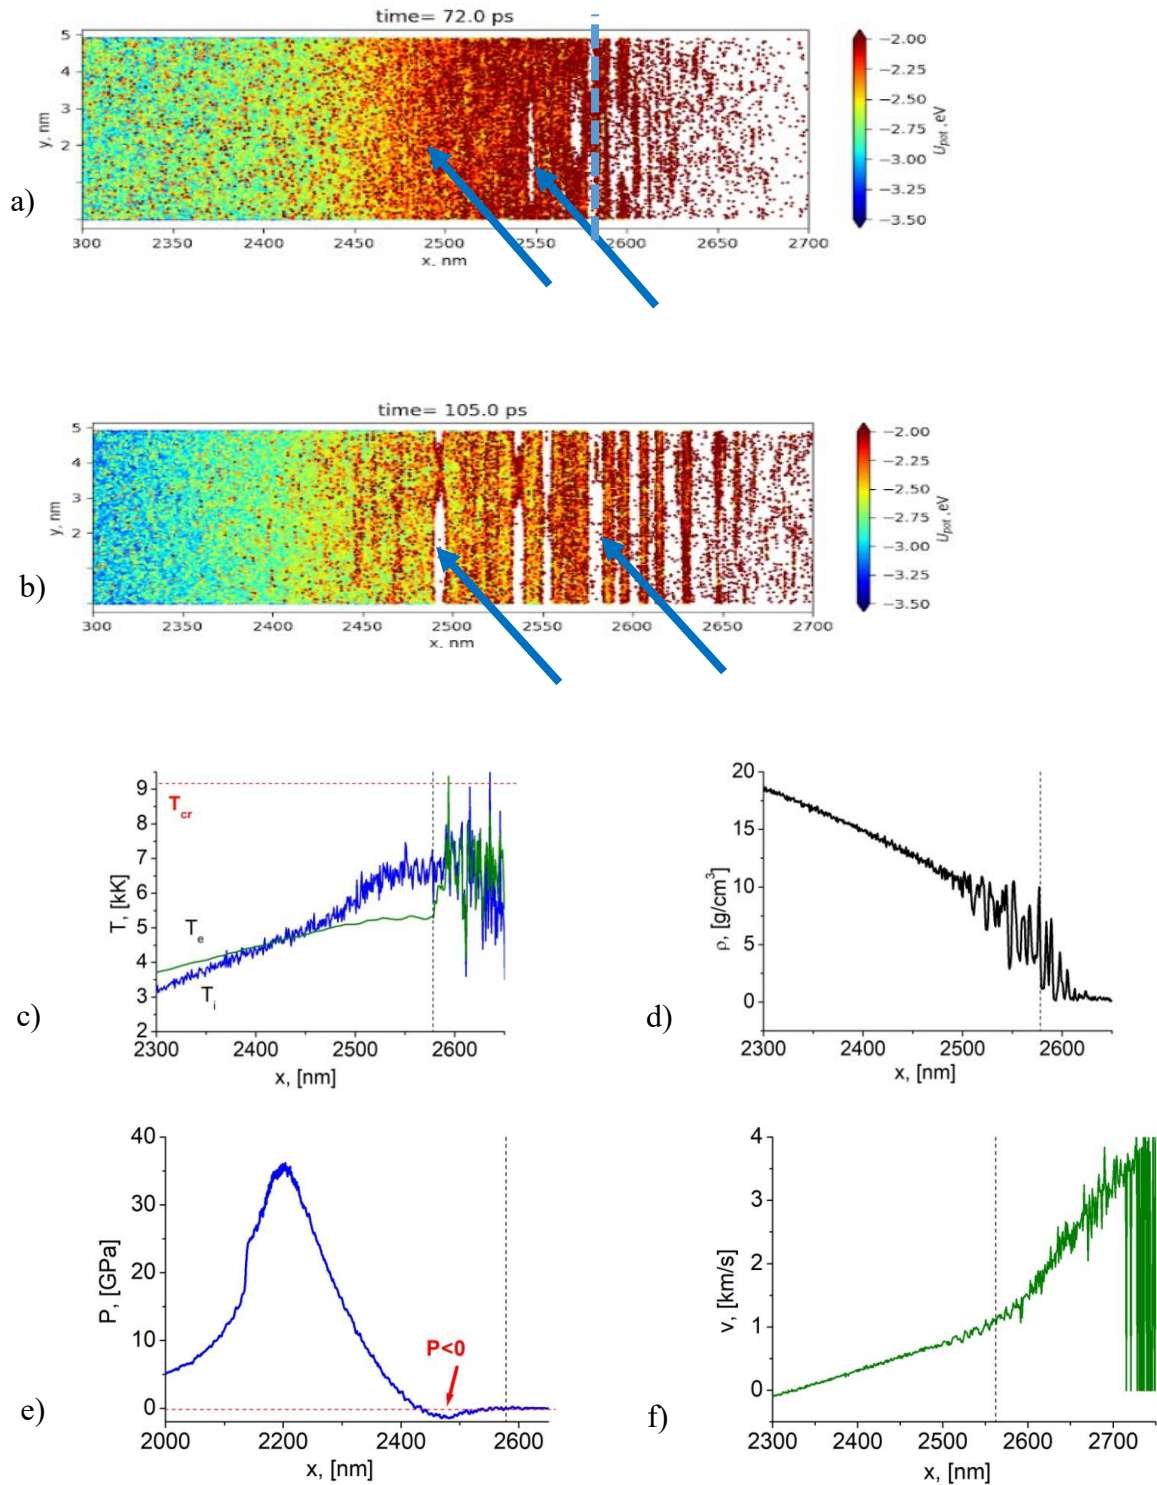 time= 72.0 ps
5
4
3
2
y, nm
300 2350 2400 2450 2500 2550 2600 2650 2700
x, nm
−2.00
−2.25
−2.50
−2.75
−3.00
−3.25
−3.50
U_pot, eV
a)
time= 105.0 ps
5
4
3
2
y, nm
300 2350 2400 2450 2500 2550 2600 2650 2700
x, nm
−2.00
−2.25
−2.50
−2.75
−3.00
−3.25
−3.50
U_pot, eV
b)
9
8
7
6
5
4
3
2
T, [kK]
T_cr
T_e
T_i
2300 2400 2500 2600
x, [nm]
c)
20
15
10
5
0
ρ, [g/cm³]
2300 2400 2500 2600
x, [nm]
d)
40
30
20
10
0
P, [GPa]
P<0
2000 2200 2400 2600
x, [nm]
e)
4
3
2
1
0
v, [km/s]
2300 2400 2500 2600 2700
x, [nm]
f)